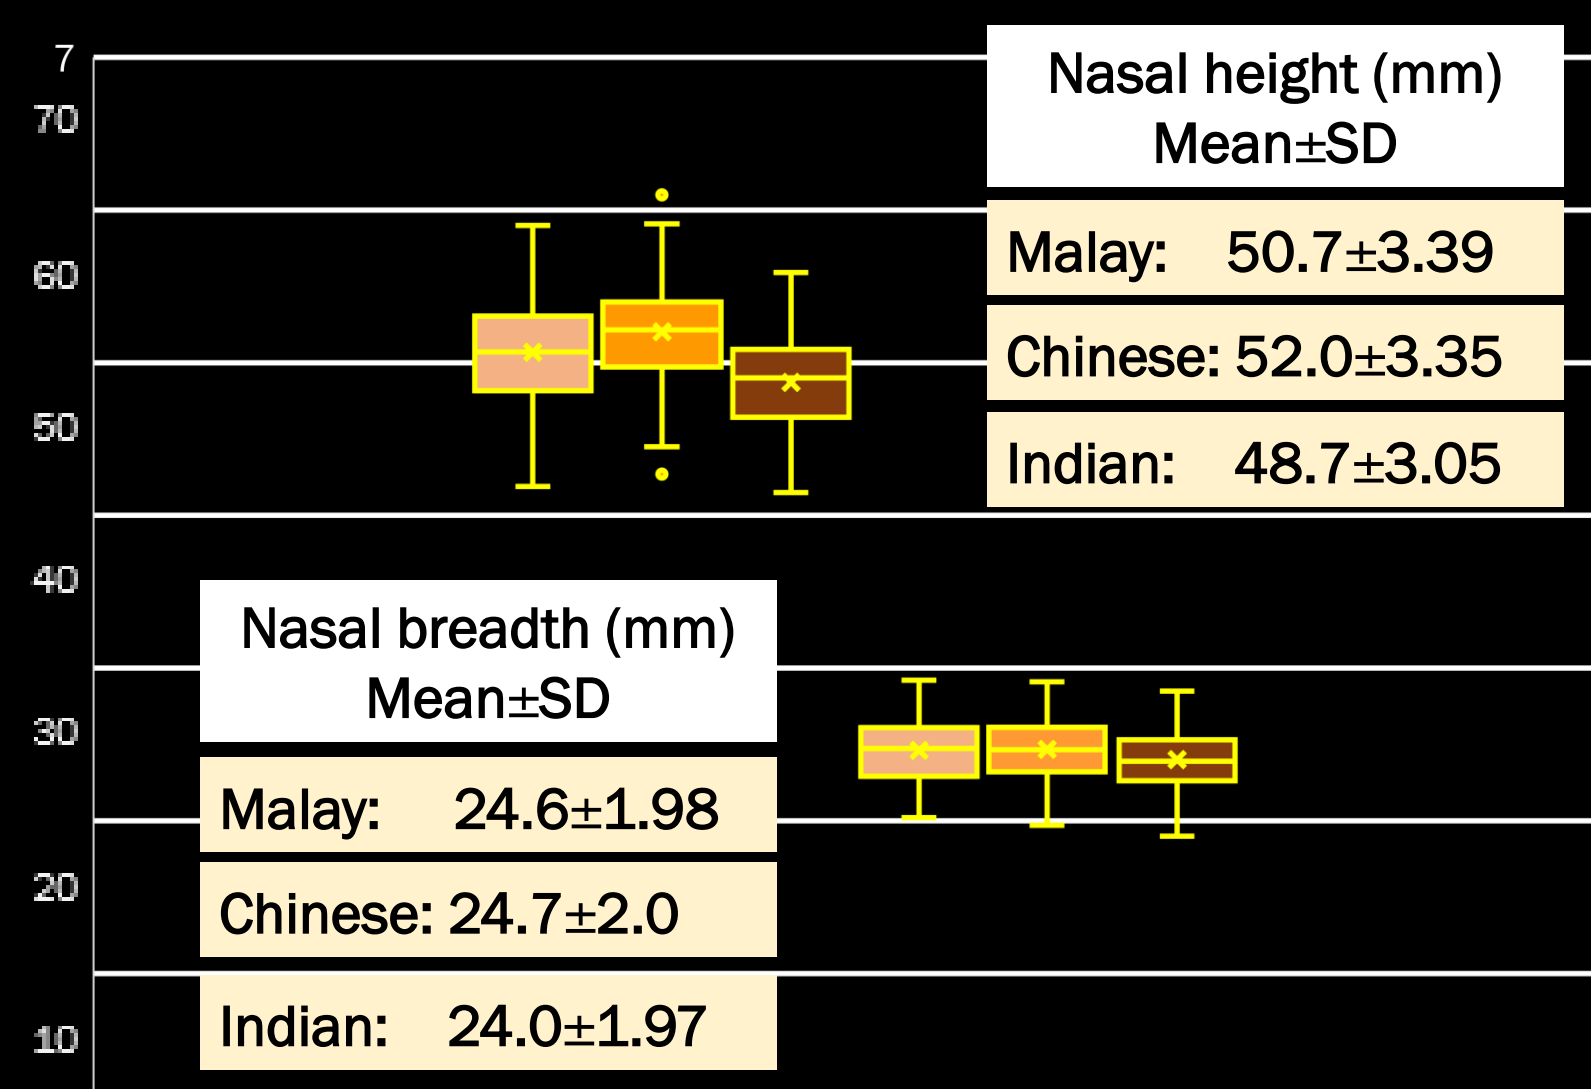 7
70
60
50
40
30
20
10
Nasal height (mm)
Mean±SD
Malay: 50.7±3.39
Chinese: 52.0±3.35
Indian: 48.7±3.05
Nasal breadth (mm)
Mean±SD
Malay: 24.6±1.98
Chinese: 24.7±2.0
Indian: 24.0±1.97